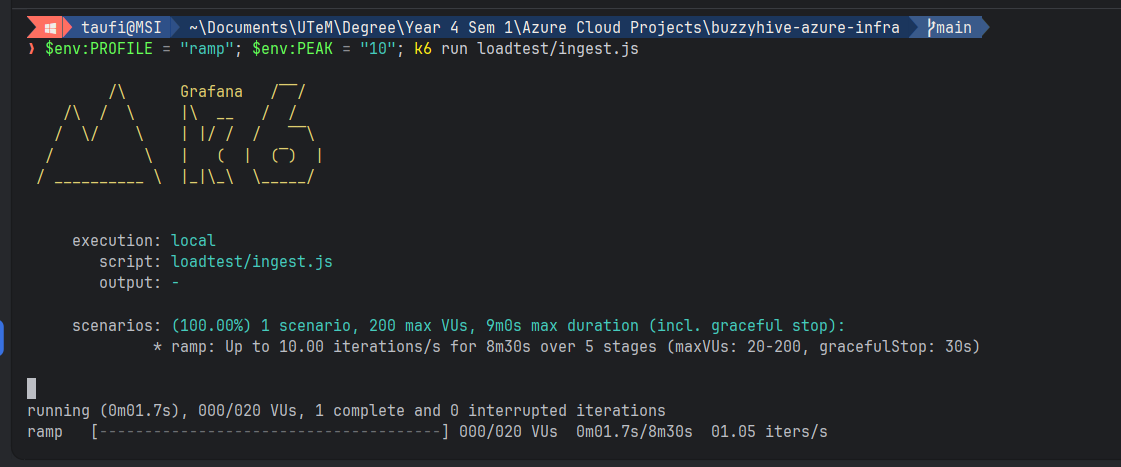 taufi@MSI ~\Documents\UTeM\Degree\Year 4 Sem 1\Azure Cloud Projects\buzzyhive-azure-infra main
❯ $env:PROFILE = "ramp"; $env:PEAK = "10"; k6 run loadtest/ingest.js
Grafana
execution: local
script: loadtest/ingest.js
output: -
scenarios: (100.00%) 1 scenario, 200 max VUs, 9m0s max duration (incl. graceful stop):
* ramp: Up to 10.00 iterations/s for 8m30s over 5 stages (maxVUs: 20-200, gracefulStop: 30s)
running (0m01.7s), 000/020 VUs, 1 complete and 0 interrupted iterations
ramp [--------------------------------------] 000/020 VUs 0m01.7s/8m30s 01.05 iters/s